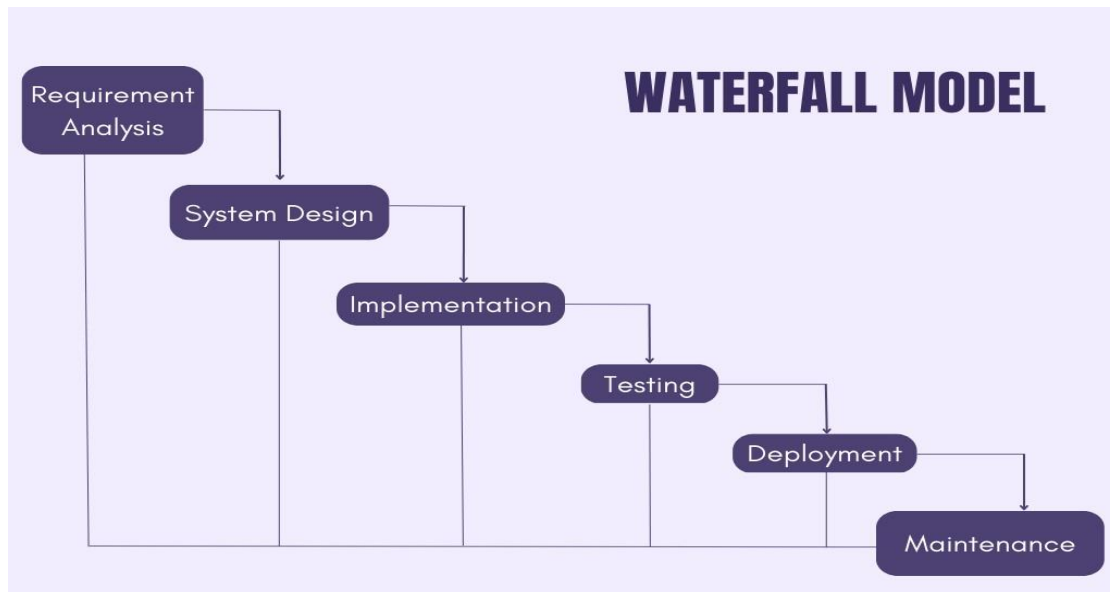 WATERFALL MODEL
Requirement
Analysis
System Design
Implementation
Testing
Deployment
Maintenance